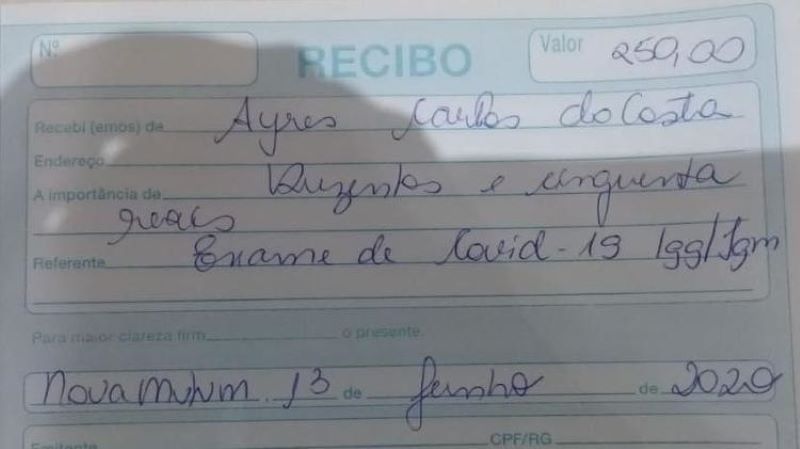 Nº RECIBO Valor 250,00
Recebi (emos) de Ayres Carlos do Costa
Endereço
A importância de Duzentos e cinquenta
reais
Referente Exame de Covid-19 Igg/Igm
Para maior clareza firm o presente.
Nova Mutum, 13 de Junho de 2020
Emitente CPF/RG